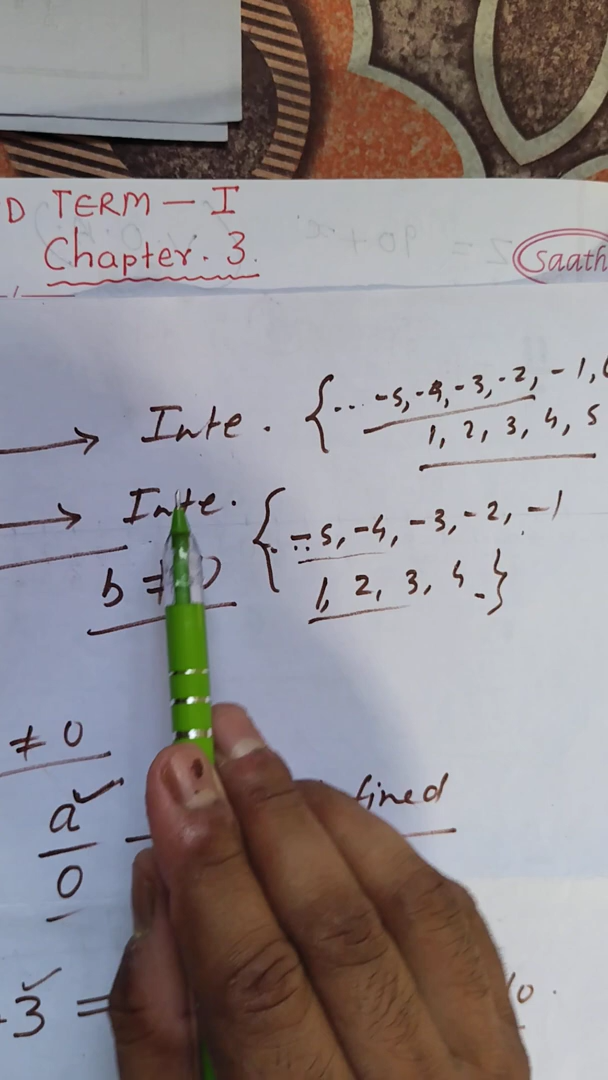 D TERM - I
Chapter. 3.
Saath
→ Inte. { ... -5, -4, -3, -2, -1,
1, 2, 3, 4, 5
→ Inte. { ... -5, -4, -3, -2, -1
b ≠ 0 1, 2, 3, 4. }
≠ 0
a
0
3 =